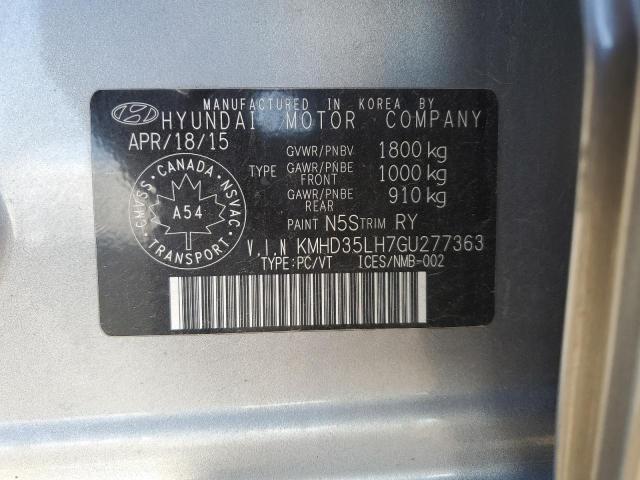 MANUFACTURED IN KOREA BY
HYUNDAI MOTOR COMPANY
APR/18/15
GVWR/PNBV 1800 kg
TYPE GAWR/PNBE FRONT 1000 kg
GAWR/PNBE REAR 910 kg
PAINT N5S TRIM RY
CANADA
CMVSS NSVAC
A54
TRANSPORT
V.I.N KMHD35LH7GU277363
TYPE:PC/VT ICES/NMB-002